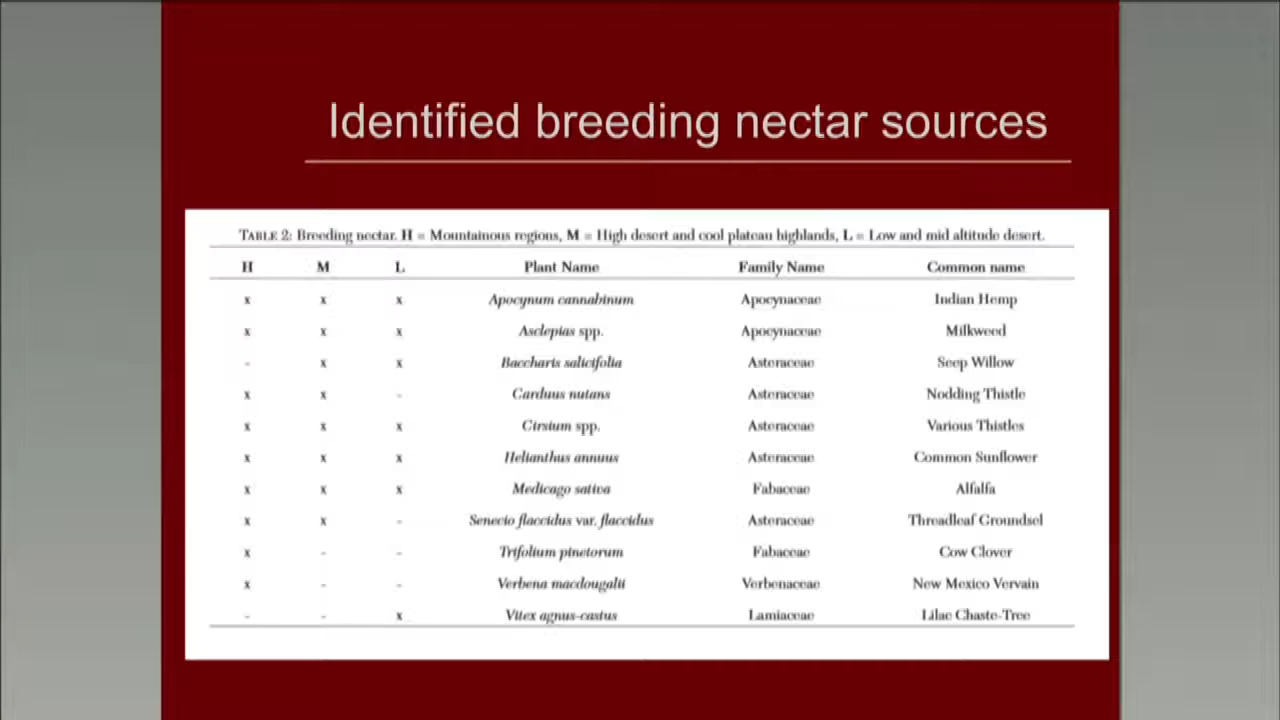 Identified breeding nectar sources
TABLE 2: Breeding nectar. H = Mountainous regions, M = High desert and cool plateau highlands, L = Low and mid altitude desert.
H M L Plant Name Family Name Common name
x x x Apocynum cannabinum Apocynaceae Indian Hemp
x x x Asclepias spp. Apocynaceae Milkweed
- x x Baccharis salicifolia Asteraceae Seep Willow
x x - Carduus nutans Asteraceae Nodding Thistle
x x x Cirsium spp. Asteraceae Various Thistles
x x x Helianthus annuus Asteraceae Common Sunflower
x x x Medicago sativa Fabaceae Alfalfa
x x - Senecio flaccidus var. flaccidus Asteraceae Threadleaf Groundsel
x - - Trifolium pinetorum Fabaceae Cow Clover
x - - Verbena macdougalii Verbenaceae New Mexico Vervain
- - x Vitex agnus-castus Lamiaceae Lilac Chaste-Tree